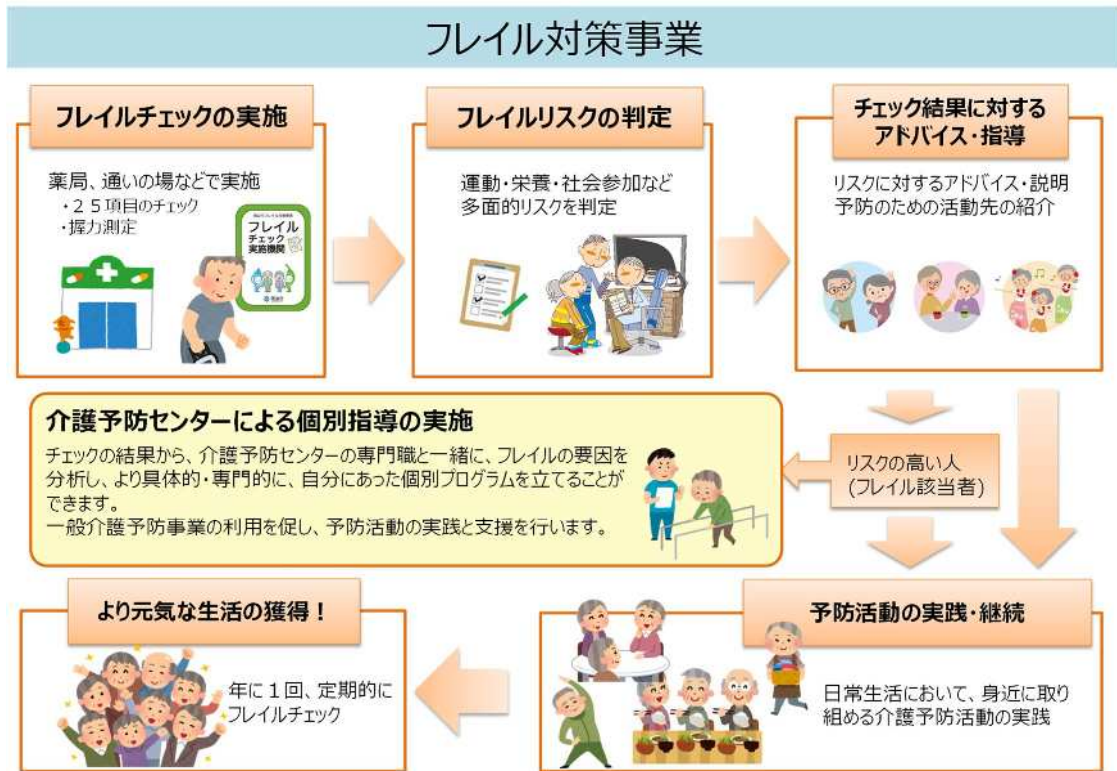 フレイル対策事業
フレイルチェックの実施
薬局、通いの場などで実施
・２５項目のチェック
・握力測定
フレイル
チェック
実施機関
フレイルリスクの判定
運動・栄養・社会参加など
多面的リスクを判定
チェック結果に対する
アドバイス・指導
リスクに対するアドバイス・説明
予防のための活動先の紹介
介護予防センターによる個別指導の実施
チェックの結果から、介護予防センターの専門職と一緒に、フレイルの要因を
分析し、より具体的・専門的に、自分にあった個別プログラムを立てることが
できます。
一般介護予防事業の利用を促し、予防活動の実践と支援を行います。
リスクの高い人
(フレイル該当者)
より元気な生活の獲得！
年に１回、定期的に
フレイルチェック
予防活動の実践・継続
日常生活において、身近に取り
組める介護予防活動の実践